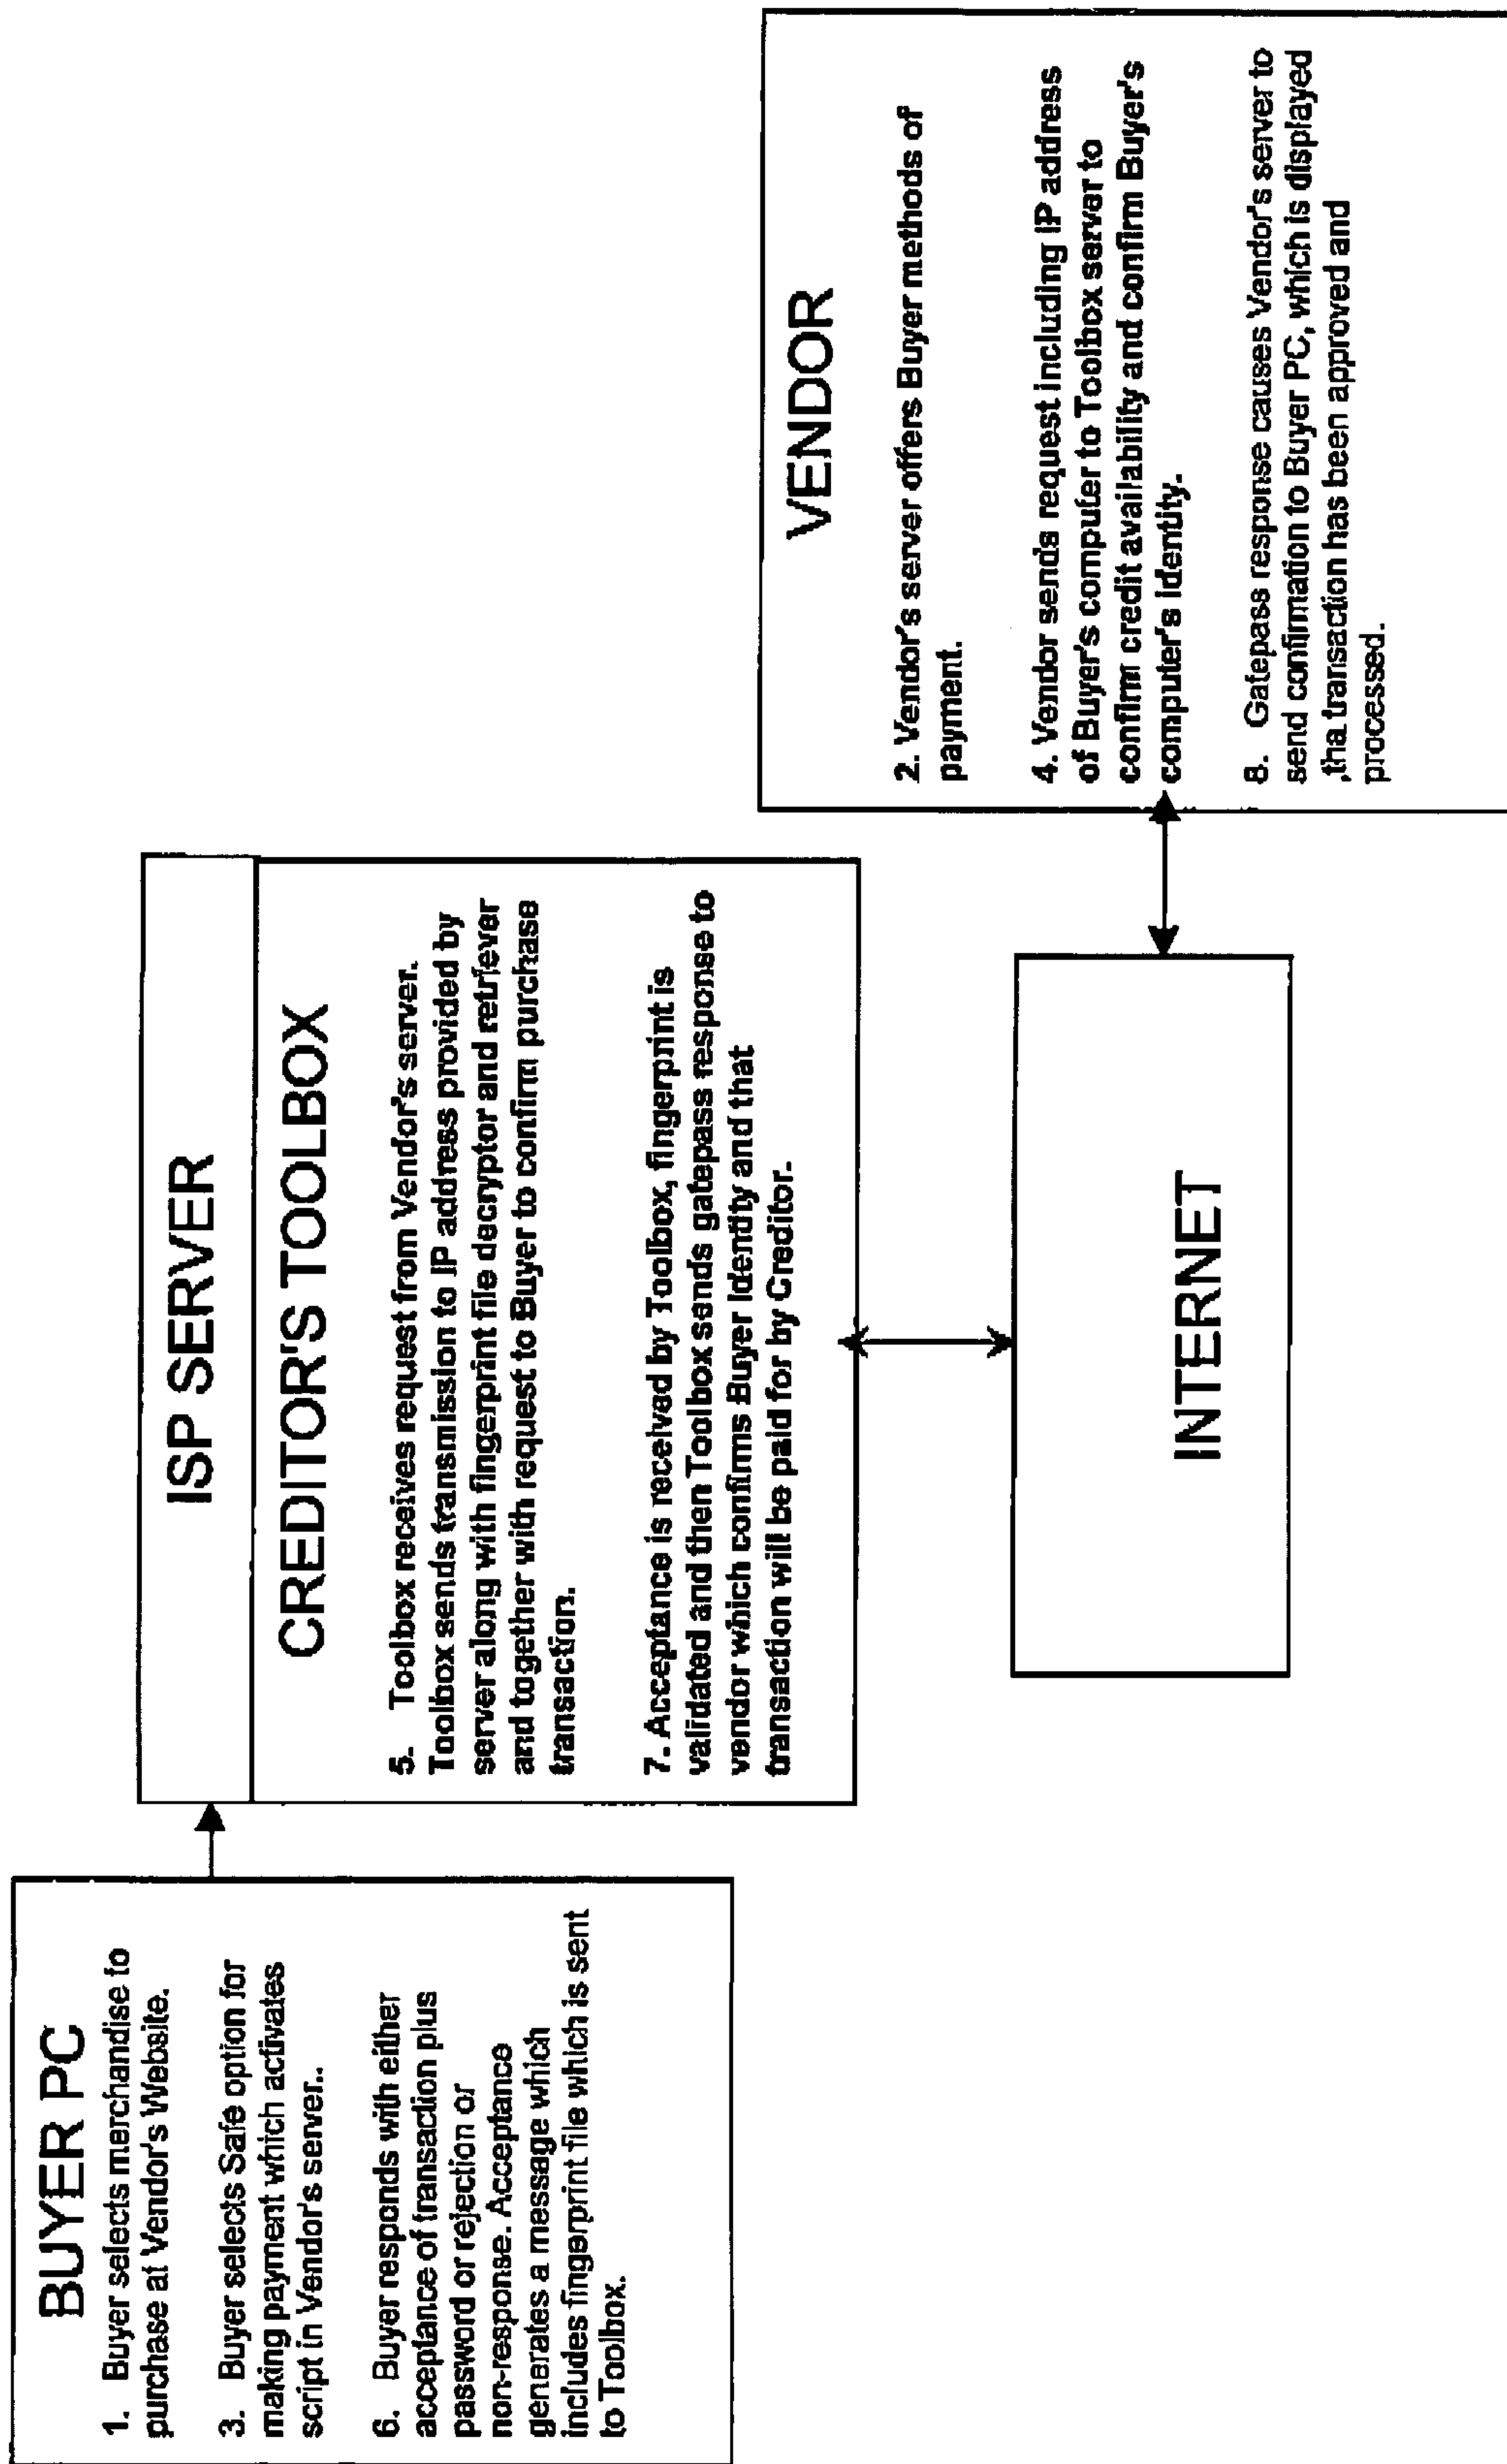 BUYER PC
1. Buyer selects merchandise to
purchase at Vendor's Website.
3. Buyer selects Safe option for
making payment which activates
script in Vendor's server..
6. Buyer responds with either
acceptance of transaction plus
password or rejection or
non-response. Acceptance
generates a message which
includes fingerprint file which is sent
to Toolbox.
ISP SERVER
CREDITOR'S TOOLBOX
5. Toolbox receives request from Vendor's server.
Toolbox sends transmission to IP address provided by
server along with fingerprint file decryptor and retriever
and together with request to Buyer to confirm purchase
transaction.
7. Acceptance is received by Toolbox, fingerprint is
validated and then Toolbox sends gatepass response to
vendor which confirms Buyer Identity and that
transaction will be paid for by Creditor.
INTERNET
VENDOR
2. Vendor's server offers Buyer methods of
payment.
4. Vendor sends request including IP address
of Buyer's computer to Toolbox server to
confirm credit availability and confirm Buyer's
computer's identity.
8. Gatepass response causes Vendor's server to
send confirmation to Buyer PC, which is displayed
,tha transaction has been approved and
processed.